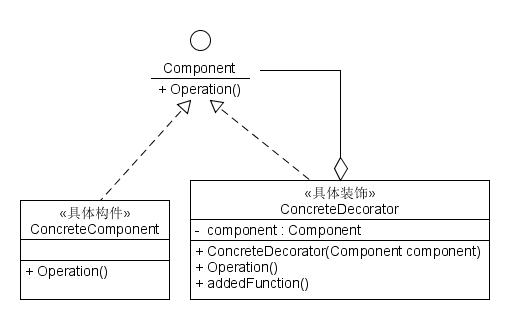 Component
+ Operation()
«具体构件»
ConcreteComponent
+ Operation()
«具体装饰»
ConcreteDecorator
- component : Component
+ ConcreteDecorator(Component component)
+ Operation()
+ addedFunction()